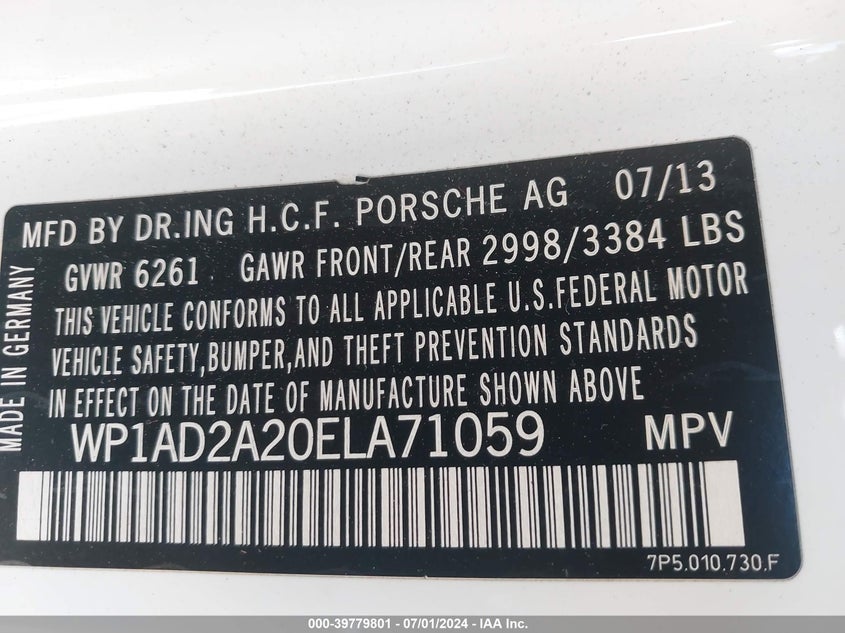 MFD BY DR.ING H.C.F. PORSCHE AG 07/13
GVWR 6261 GAWR FRONT/REAR 2998/3384 LBS
THIS VEHICLE CONFORMS TO ALL APPLICABLE U.S.FEDERAL MOTOR
VEHICLE SAFETY,BUMPER,AND THEFT PREVENTION STANDARDS
IN EFFECT ON THE DATE OF MANUFACTURE SHOWN ABOVE
MADE IN GERMANY
WP1AD2A20ELA71059 MPV
7P5.010.730.F
000-39779801 / 07/01/2024 - IAA Inc.